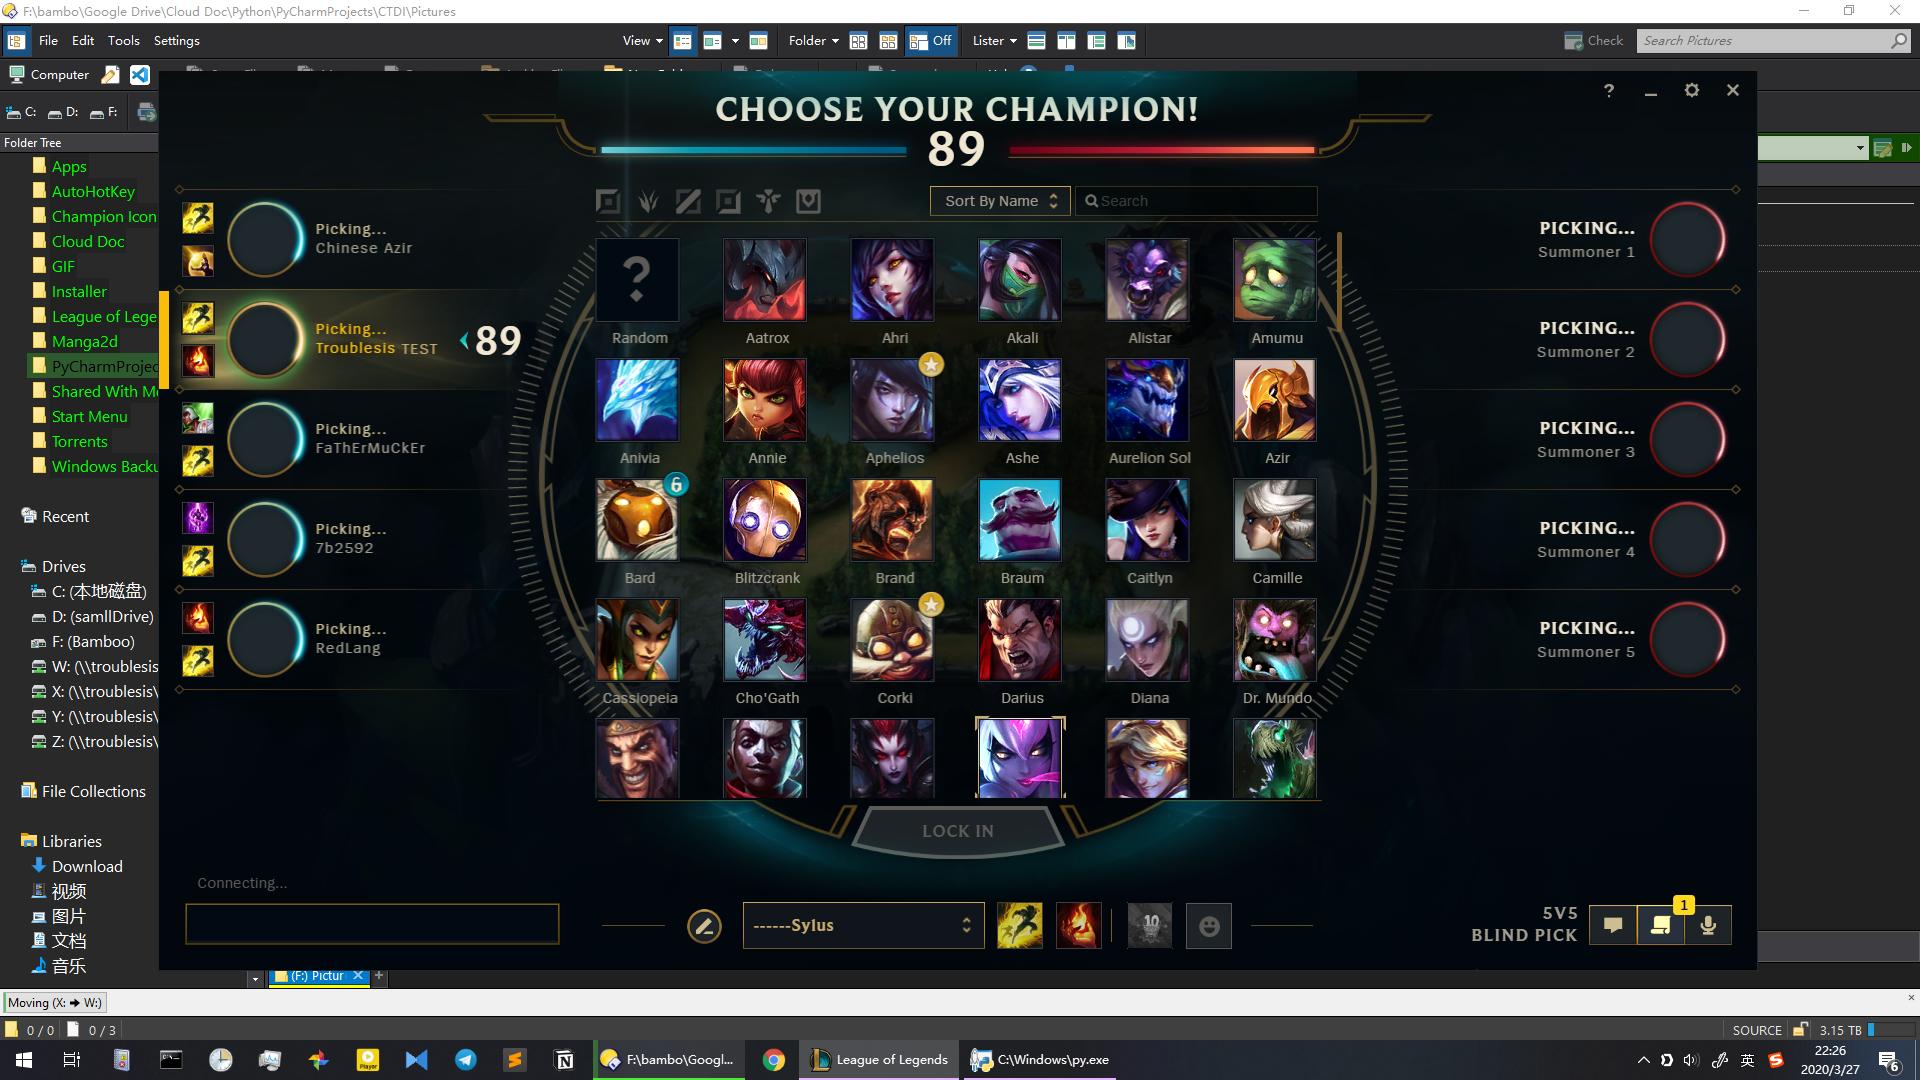 F:\bambo\Google Drive\Cloud Doc\Python\PyCharmProjects\CTDI\Pictures
File Edit Tools Settings
View Folder Off Lister Check Search Pictures
Computer
C: D: F:
Folder Tree
Apps
AutoHotKey
Champion Icon
Cloud Doc
GIF
Installer
League of Lege
Manga2d
PyCharmProjec
Shared With Me
Start Menu
Torrents
Windows Backu
Recent
Drives
C: (本地磁盘)
D: (samllDrive)
F: (Bamboo)
W: (\\troublesis
X: (\\troublesis\
Y: (\\troublesis\
Z: (\\troublesis\
File Collections
Libraries
Download
视频
图片
文档
音乐
?
CHOOSE YOUR CHAMPION!
89
Sort By Name Search
Picking...
Chinese Azir
Picking...
Troublesis TEST
89
Picking...
FaThErMuCkEr
Picking...
7b2592
Picking...
RedLang
?
Random Aatrox Ahri Akali Alistar Amumu
Anivia Annie Aphelios Ashe Aurelion Sol Azir
6
Bard Blitzcrank Brand Braum Caitlyn Camille
Cassiopeia Cho'Gath Corki Darius Diana Dr. Mundo
PICKING...
Summoner 1
PICKING...
Summoner 2
PICKING...
Summoner 3
PICKING...
Summoner 4
PICKING...
Summoner 5
LOCK IN
Connecting...
------Sylus
10
5V5
BLIND PICK
1
(F:) Pictur
Moving (X: ➔ W:)
0 / 0 0 / 3
SOURCE 3.15 TB
Player
F:\bambo\Googl...
League of Legends
C:\Windows\py.exe
英
22:26
2020/3/27
6